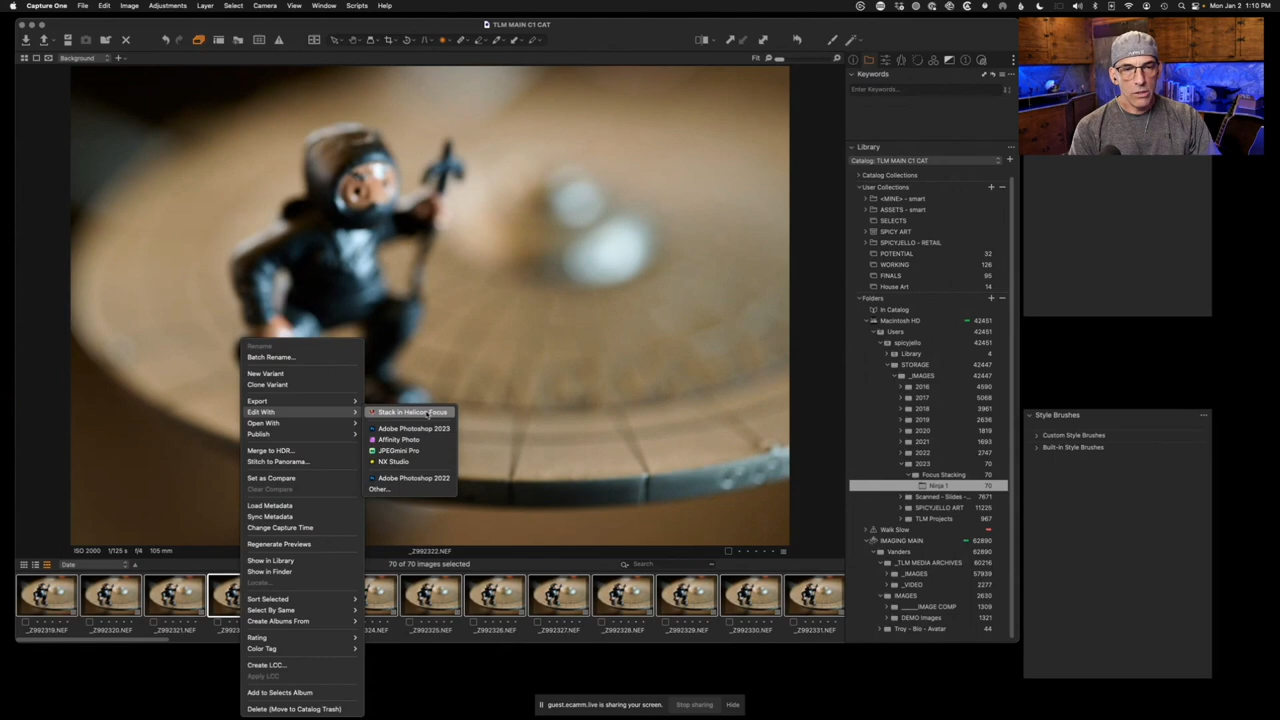 Capture One File Edit Image Adjustments Layer Select Camera Window Scripts Help
Mon Jan 2 1:10 PM
TLM MAIN C1 CAT
Background
Fit
Keywords
Enter Keywords...
Library
Catalog: TLM MAIN C1 CAT
Catalog Collections
User Collections
<MINE> - smart
ASSETS - smart
SELECTS
SPICY ART
SPICYJELLO - RETAIL
POTENTIAL 32
WORKING 126
FINALS 95
House Art 14
Folders
In Catalog
Macintosh HD 42451
Users 42451
spicyjello 42451
Library 4
STORAGE 42447
_IMAGES 42447
2016 4590
2017 4068
2018 3961
2019 3639
2020 1819
2021 1693
2022 2452
2023 70
Focus Stacking 70
Ninja 1 70
Scanned - Slides -... 7671
SPICYJELLO ART 11225
TLM Projects 967
Walk Slow
IMAGING MAIN 62890
Vanders 62890
_TLM MEDIA ARCHIVES 60216
_IMAGES 57939
_VIDEO 2277
IMAGES 2674
_____IMAGE COMP 1309
DEMO Images 1321
Troy - Bio - Avatar 44
Style Brushes
Custom Style Brushes
Built-in Style Brushes
Rename
Batch Rename...
New Variant
Clone Variant
Export
Edit With
Open With
Publish
Merge to HDR...
Stitch to Panorama...
Set as Compare
Clear Compare
Load Metadata
Sync Metadata
Change Capture Time
Regenerate Previews
Show in Library
Show in Finder
Locate...
Sort Selected
Select By Same
Create Albums From
Rating
Color Tag
Create LCC...
Apply LCC
Add to Selects Album
Delete (Move to Catalog Trash)
Stack in Helicon Focus
Adobe Photoshop 2023
Affinity Photo
JPEGmini Pro
NX Studio
Adobe Photoshop 2022
Other...
ISO 2000 1/125 s f/4 105 mm
_Z992322.NEF
Date
70 of 70 images selected
Search
_Z992319.NEF
_Z992320.NEF
_Z992321.NEF
_Z992325.NEF
_Z992326.NEF
_Z992327.NEF
_Z992328.NEF
_Z992329.NEF
_Z992330.NEF
_Z992331.NEF
guest.ecamm.live is sharing your screen.
Stop sharing
Hide